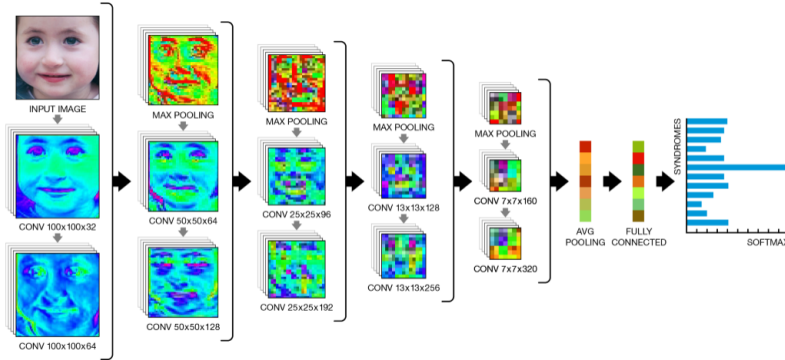 INPUT IMAGE
CONV 100x100x32
CONV 100x100x64
MAX POOLING
CONV 50x50x64
CONV 50x50x128
MAX POOLING
CONV 25x25x96
CONV 25x25x192
MAX POOLING
CONV 13x13x128
CONV 13x13x256
MAX POOLING
CONV 7x7x160
CONV 7x7x320
AVG
POOLING
FULLY
CONNECTED
SYNDROMES
SOFTMAX